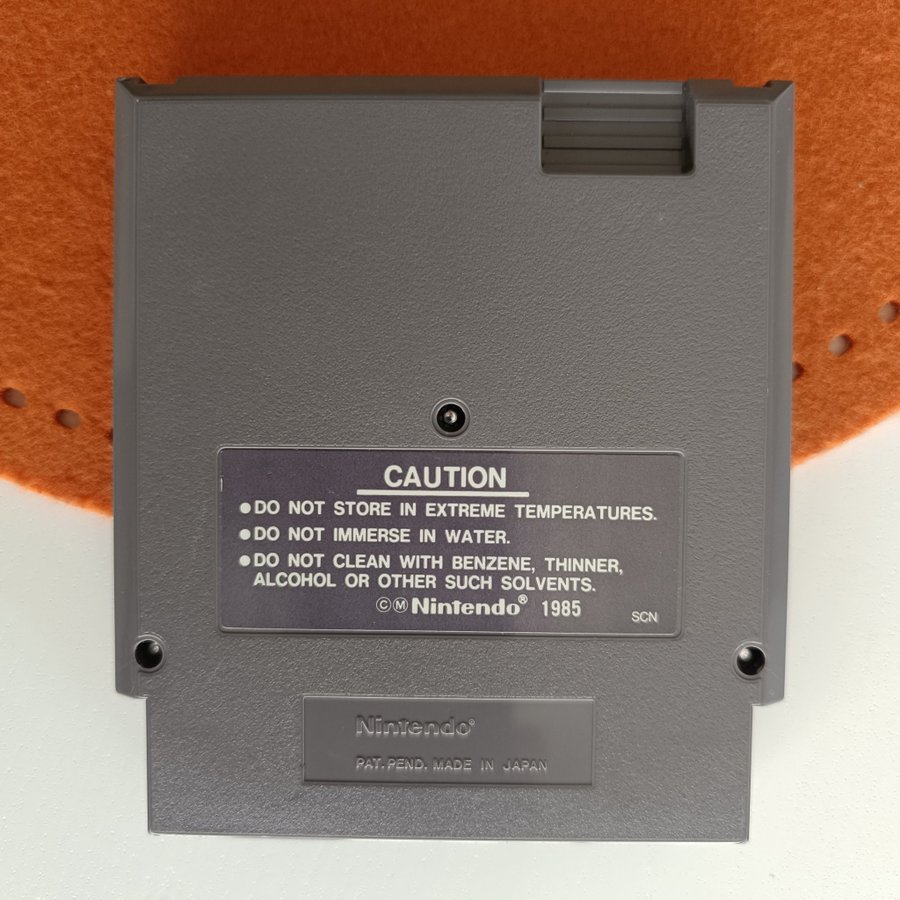 CAUTION
●DO NOT STORE IN EXTREME TEMPERATURES.
●DO NOT IMMERSE IN WATER.
●DO NOT CLEAN WITH BENZENE, THINNER,
ALCOHOL OR OTHER SUCH SOLVENTS.
ⒸⓂNintendo® 1985
SCN
Nintendo®
PAT. PEND. MADE IN JAPAN